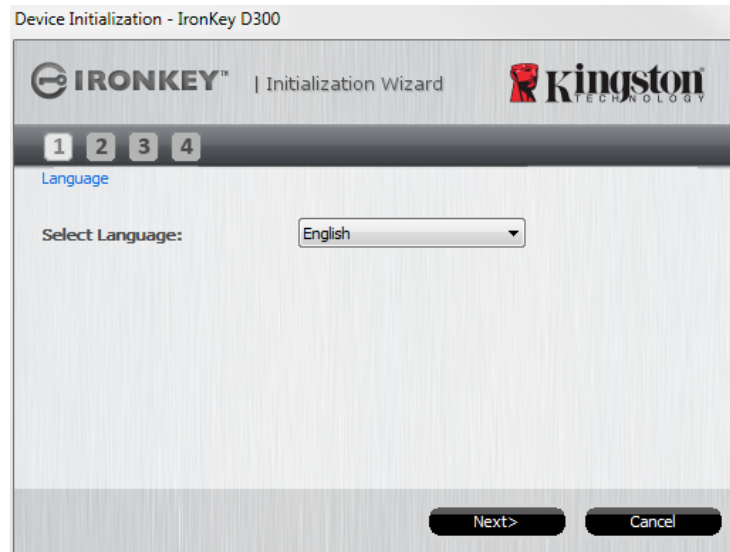 Device Initialization - IronKey D300
IRONKEY™ | Initialization Wizard Kingston
TECHNOLOGY
1 2 3 4
Language
Select Language: English
Next> Cancel